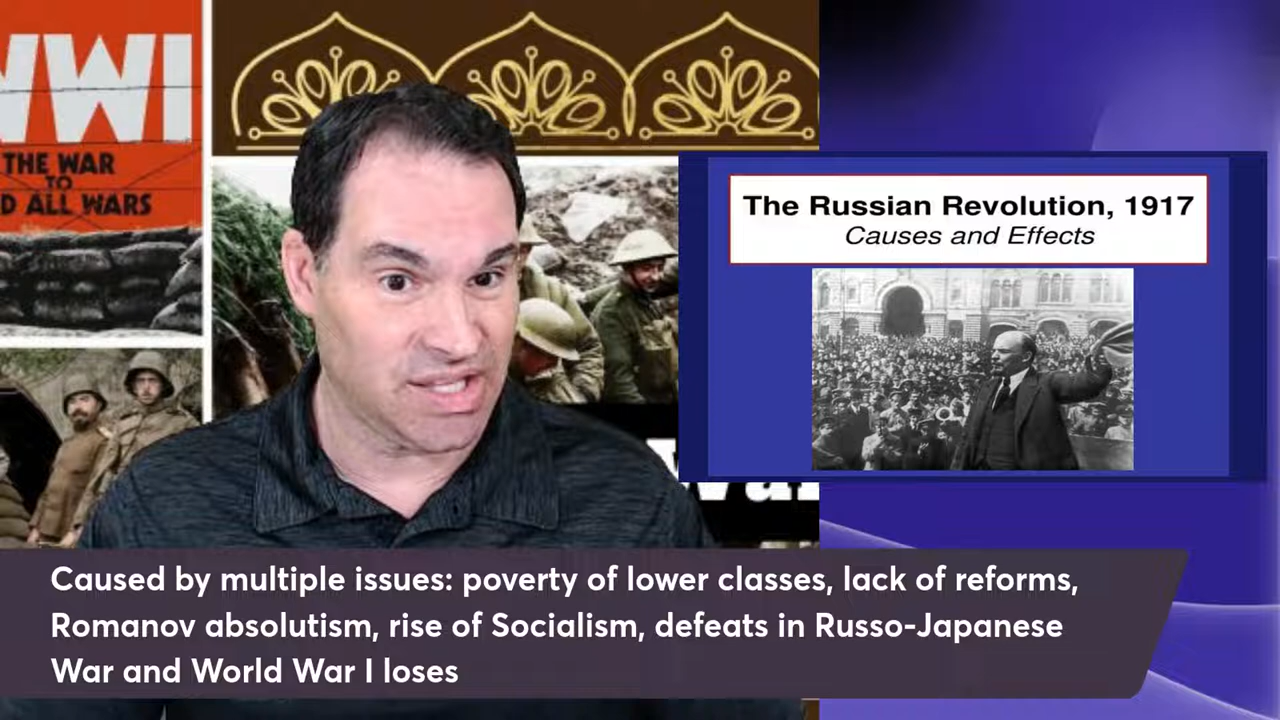 WWI
THE WAR
TO
D ALL WARS
The Russian Revolution, 1917
Causes and Effects
Caused by multiple issues: poverty of lower classes, lack of reforms,
Romanov absolutism, rise of Socialism, defeats in Russo-Japanese
War and World War I loses